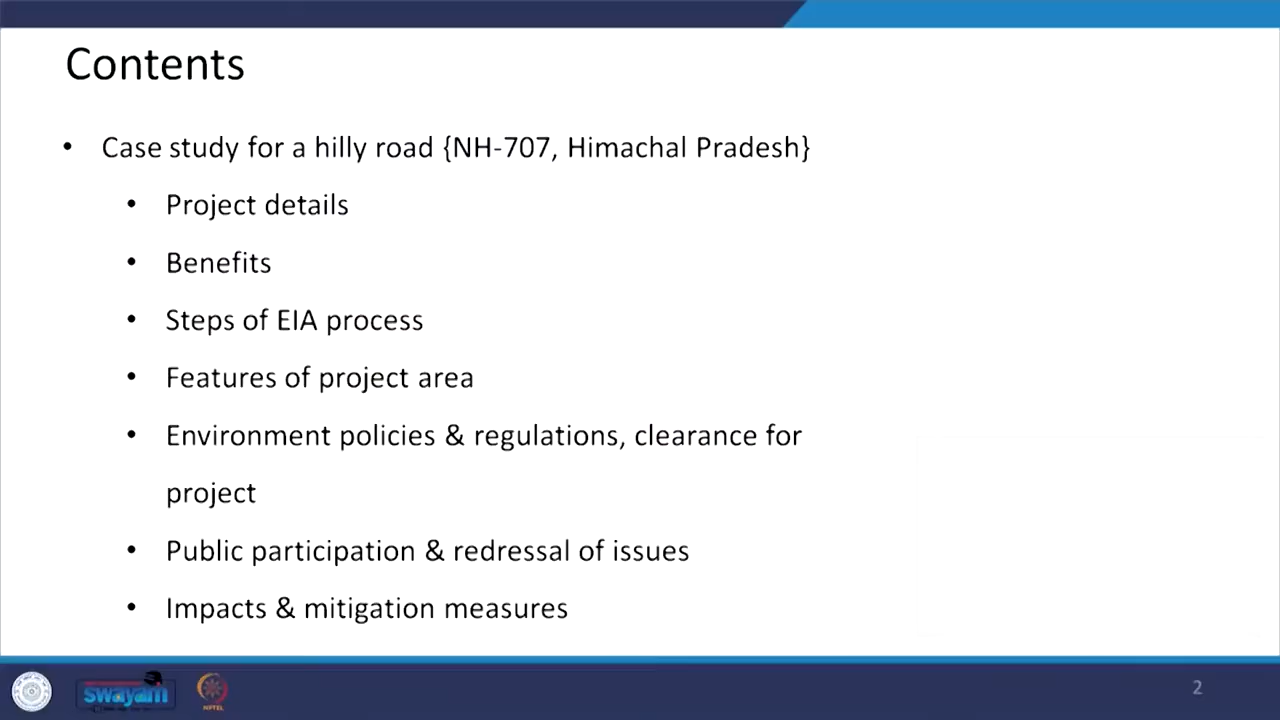 Contents
• Case study for a hilly road {NH-707, Himachal Pradesh}
• Project details
• Benefits
• Steps of EIA process
• Features of project area
• Environment policies & regulations, clearance for
project
• Public participation & redressal of issues
• Impacts & mitigation measures
swayam
NPTEL
2